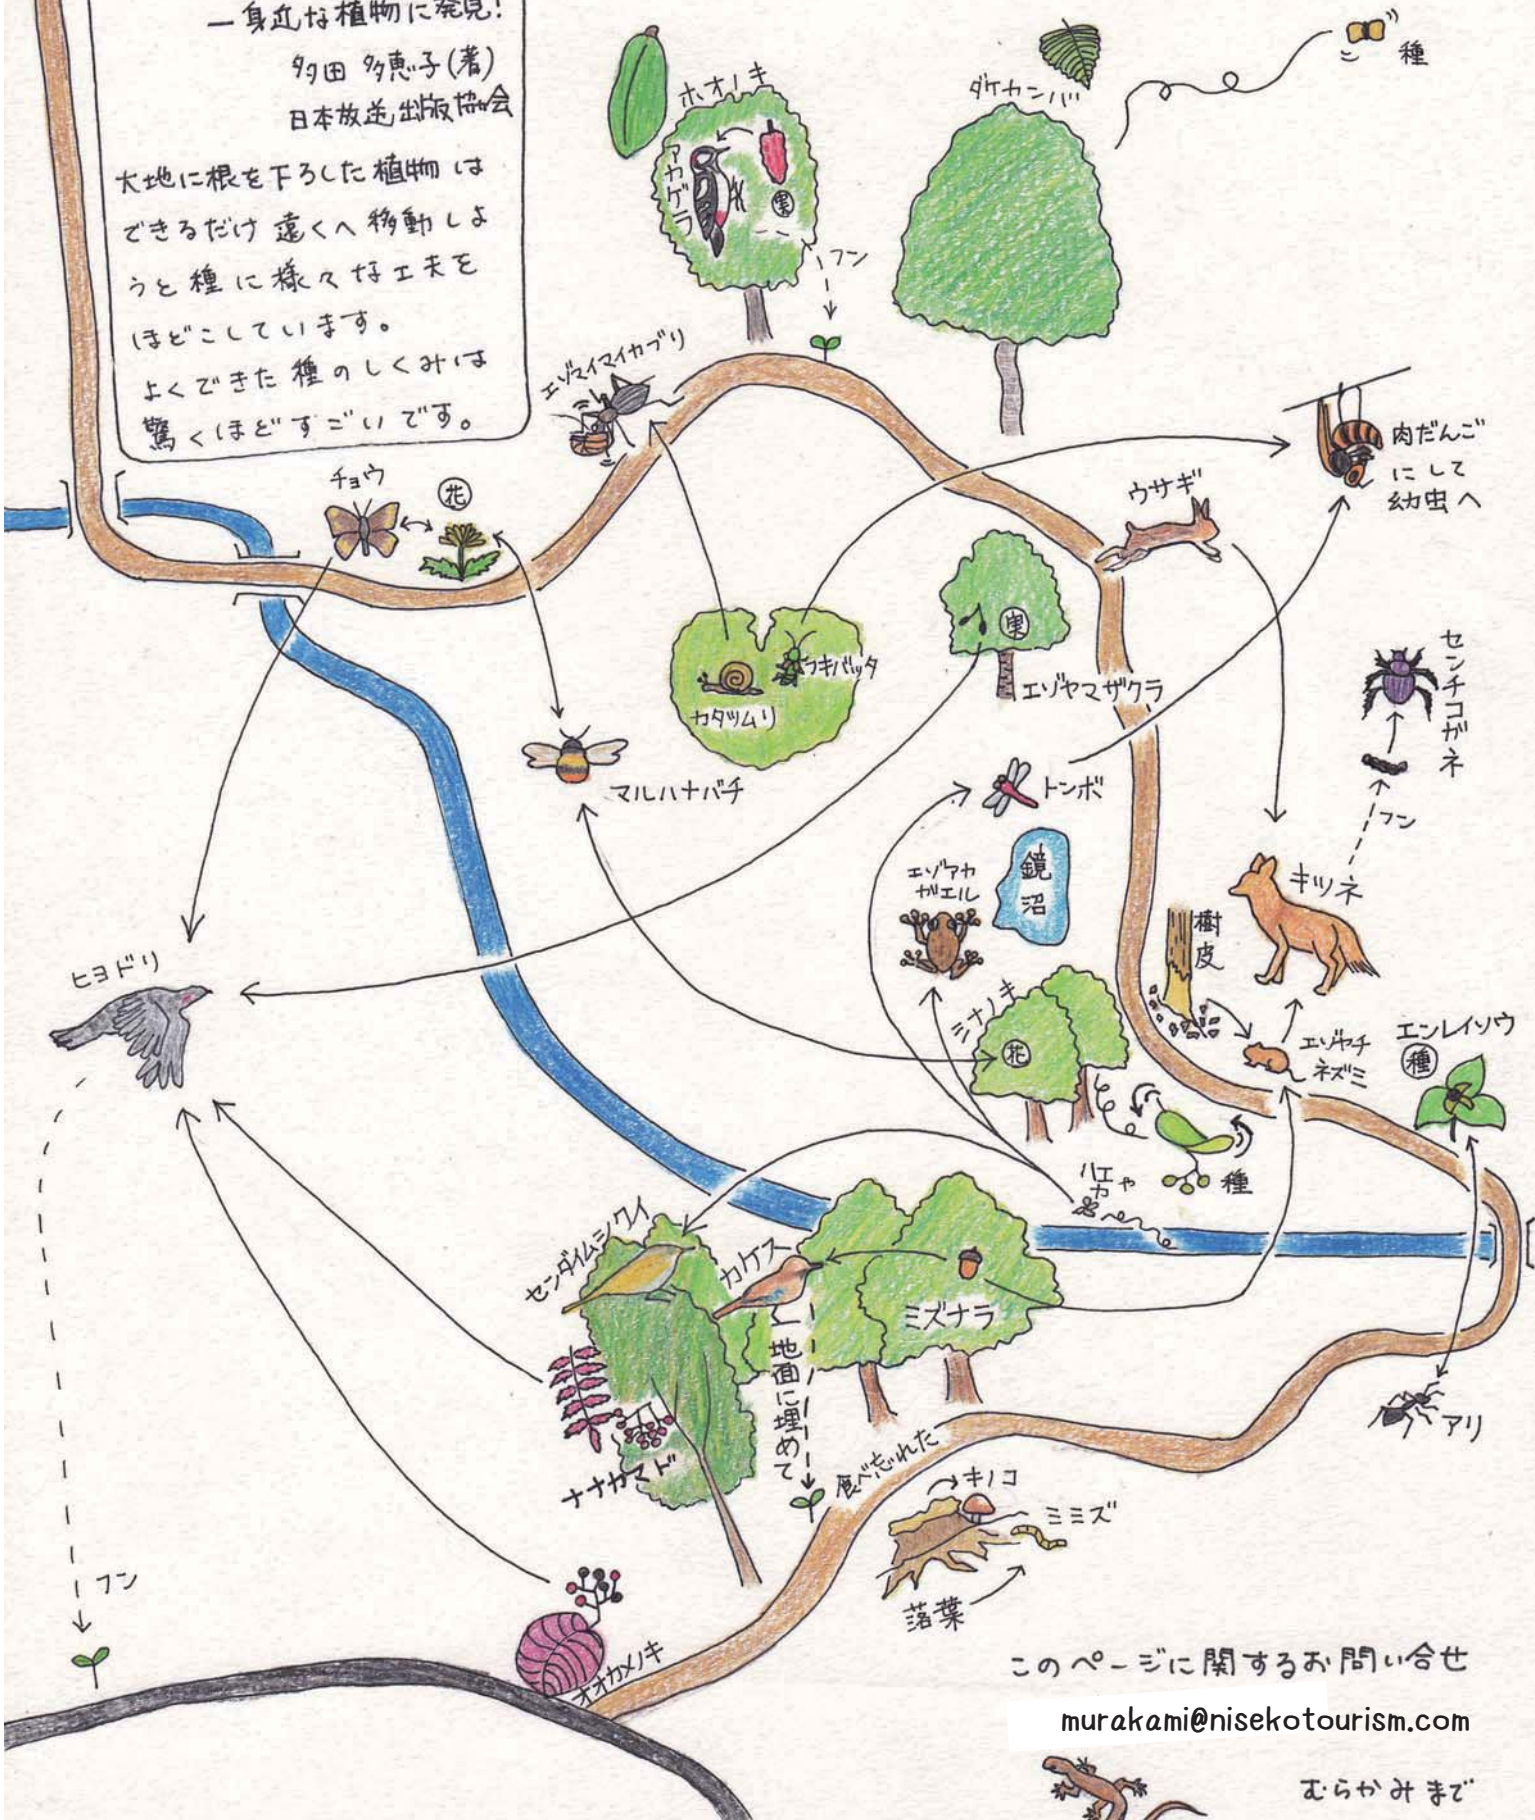 ―身近な植物に発見!
多田 多恵子(著)
日本放送出版協会
大地に根を下ろした植物は
できるだけ遠くへ移動しよ
うと種に様々な工夫を
ほどこしています。
よくできた種のしくみは
驚くほどすごいです。
ホオノキ
アカゲラ
実
フン
ダケカンバ
種
エゾマイマイカブリ
チョウ
花
肉だんご
にして
幼虫へ
ウサギ
フキバッタ
カタツムリ
実
エゾヤマザクラ
センチコガネ
マルハナバチ
トンボ
フン
エゾアカ
ガエル
鏡沼
キツネ
樹皮
ヒヨドリ
ミナノキ
花
エゾヤチ
ネズミ
エンレイソウ
種
ハエや
カ
種
センダイムシクイ
カケス
ミズナラ
地面に埋めて
食べ忘れた
アリ
ナナカマド
キノコ
ミミズ
落葉
フン
オオカメノキ
このページに関するお問い合せ
murakami@nisekotourism.com
むらかみまで